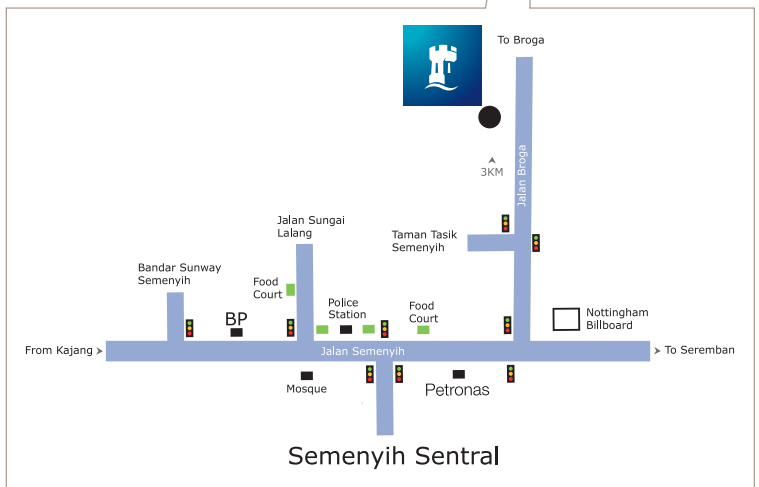 To Broga
3KM
Jalan Broga
Jalan Sungai
Lalang
Taman Tasik
Semenyih
Bandar Sunway
Semenyih
Food
Court
Police
Station
Food
Court
BP
Nottingham
Billboard
From Kajang
Jalan Semenyih
To Seremban
Mosque
Petronas
Semenyih Sentral